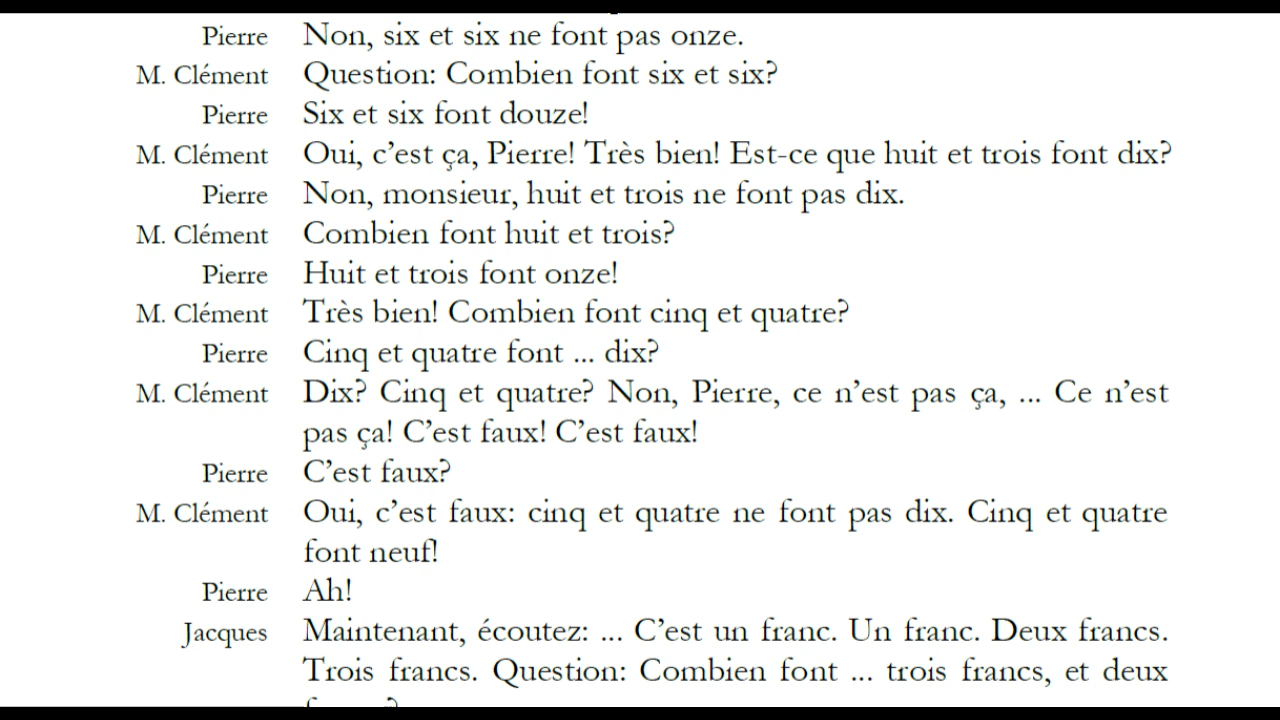 Pierre Non, six et six ne font pas onze.
M. Clément Question: Combien font six et six?
Pierre Six et six font douze!
M. Clément Oui, c’est ça, Pierre! Très bien! Est-ce que huit et trois font dix?
Pierre Non, monsieur, huit et trois ne font pas dix.
M. Clément Combien font huit et trois?
Pierre Huit et trois font onze!
M. Clément Très bien! Combien font cinq et quatre?
Pierre Cinq et quatre font ... dix?
M. Clément Dix? Cinq et quatre? Non, Pierre, ce n’est pas ça, ... Ce n’est
pas ça! C’est faux! C’est faux!
Pierre C’est faux?
M. Clément Oui, c’est faux: cinq et quatre ne font pas dix. Cinq et quatre
font neuf!
Pierre Ah!
Jacques Maintenant, écoutez: ... C’est un franc. Un franc. Deux francs.
Trois francs. Question: Combien font ... trois francs, et deux